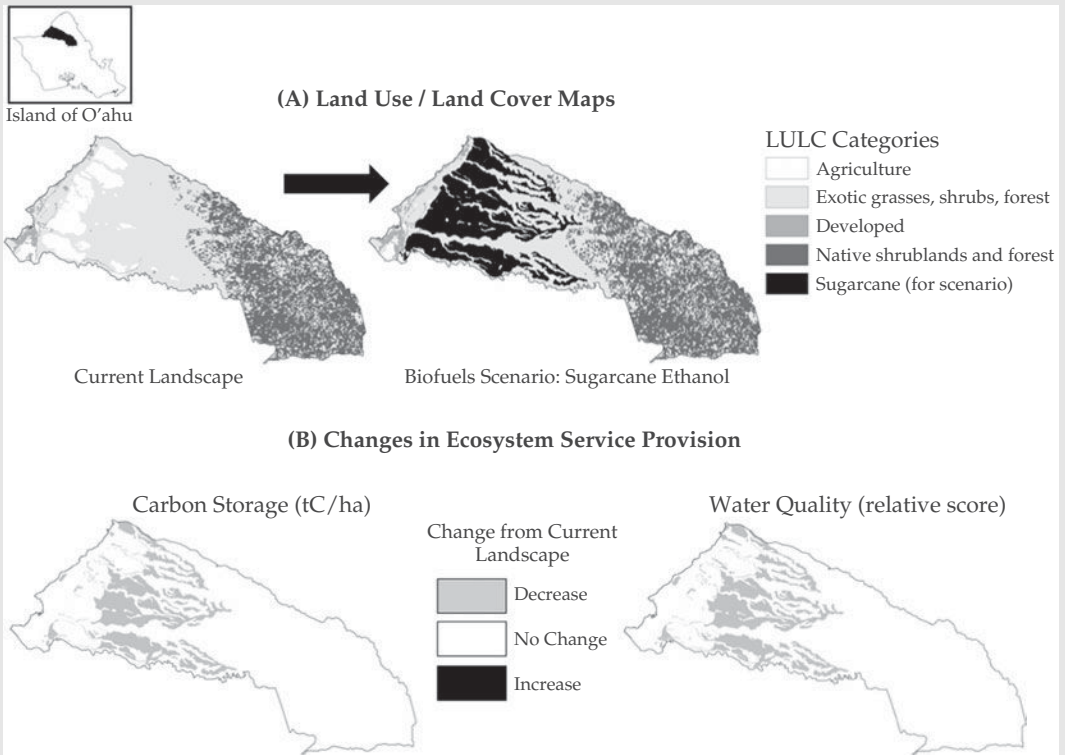 Island of O'ahu
(A) Land Use / Land Cover Maps
LULC Categories
Agriculture
Exotic grasses, shrubs, forest
Developed
Native shrublands and forest
Sugarcane (for scenario)
Current Landscape
Biofuels Scenario: Sugarcane Ethanol
(B) Changes in Ecosystem Service Provision
Carbon Storage (tC/ha)
Water Quality (relative score)
Change from Current
Landscape
Decrease
No Change
Increase